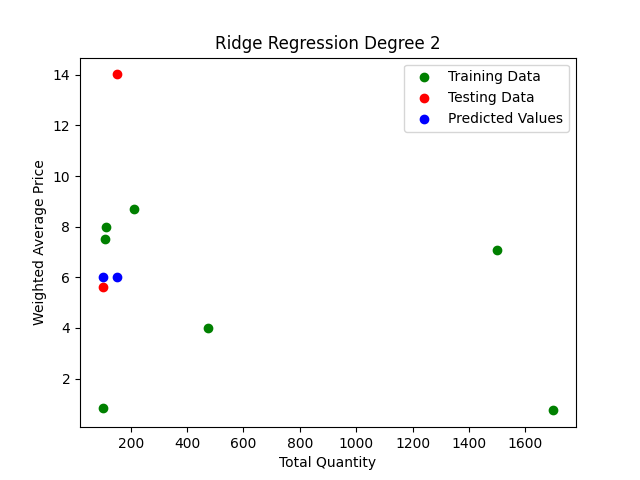 Ridge Regression Degree 2
Training Data
Testing Data
Predicted Values
14
12
10
8
6
4
2
Weighted Average Price
200 400 600 800 1000 1200 1400 1600
Total Quantity